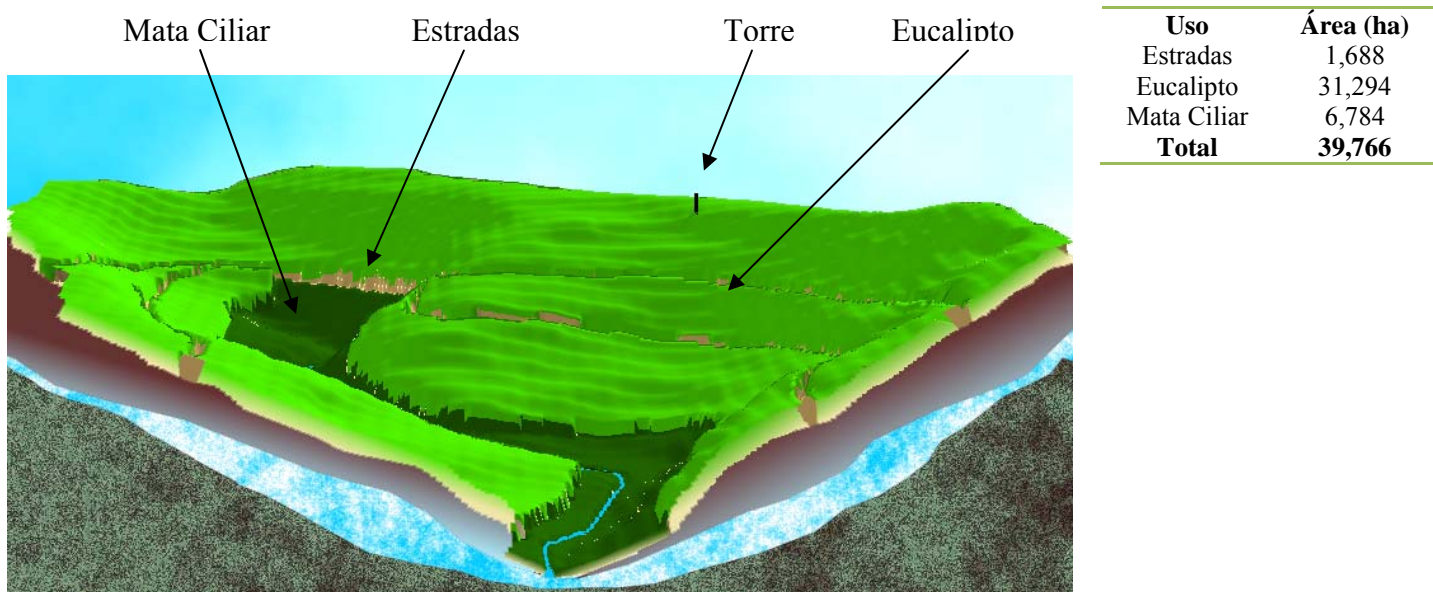 Mata Ciliar Estradas Torre Eucalipto
Uso Área (ha)
Estradas 1,688
Eucalipto 31,294
Mata Ciliar 6,784
Total 39,766